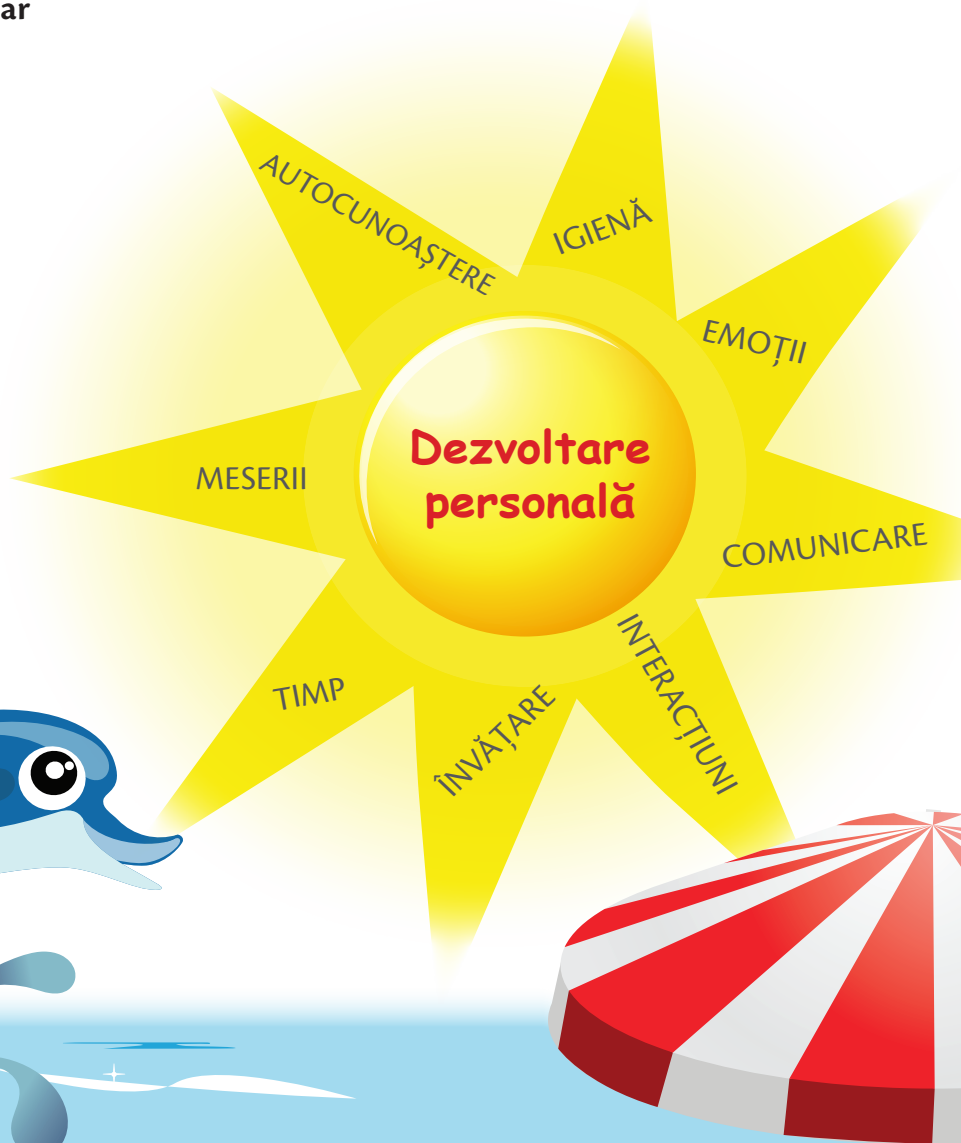 ar
AUTOCUNOAȘTERE
IGIENĂ
EMOȚII
MESERII
Dezvoltare
personală
COMUNICARE
TIMP
ÎNVĂȚARE
INTERACȚIUNI